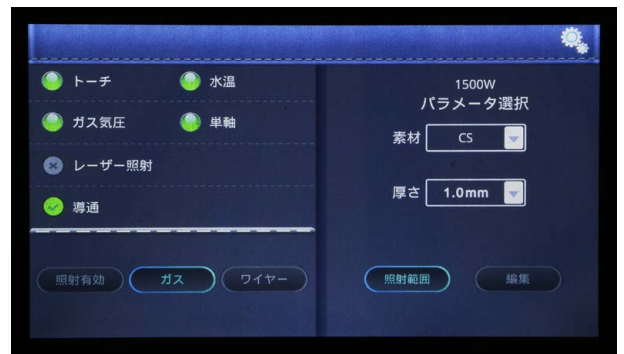 トーチ 水温
ガス気圧 単軸
レーザー照射
導通
照射有効 ガス ワイヤー
1500W
パラメータ選択
素材 CS
厚さ 1.0mm
照射範囲 編集